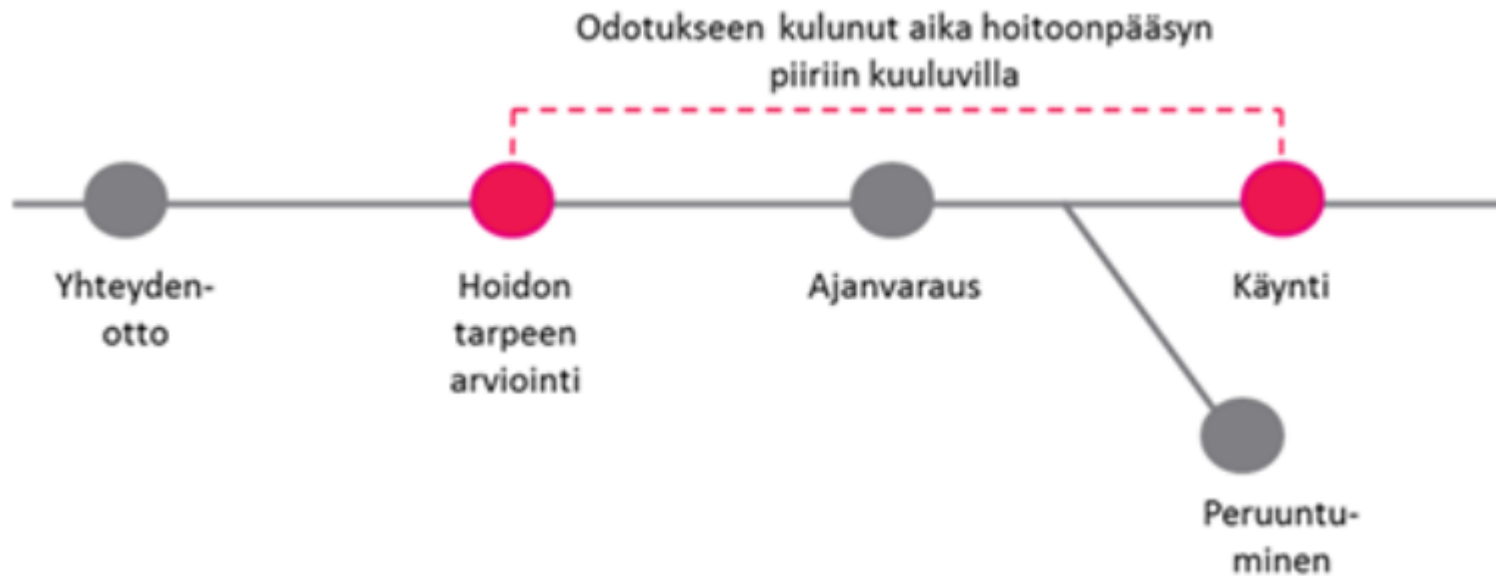 Odotukseen kulunut aika hoitoonpääsyn
piiriin kuuluvilla
Yhteyden-
otto
Hoidon
tarpeen
arviointi
Ajanvaraus
Käynti
Peruuntu-
minen